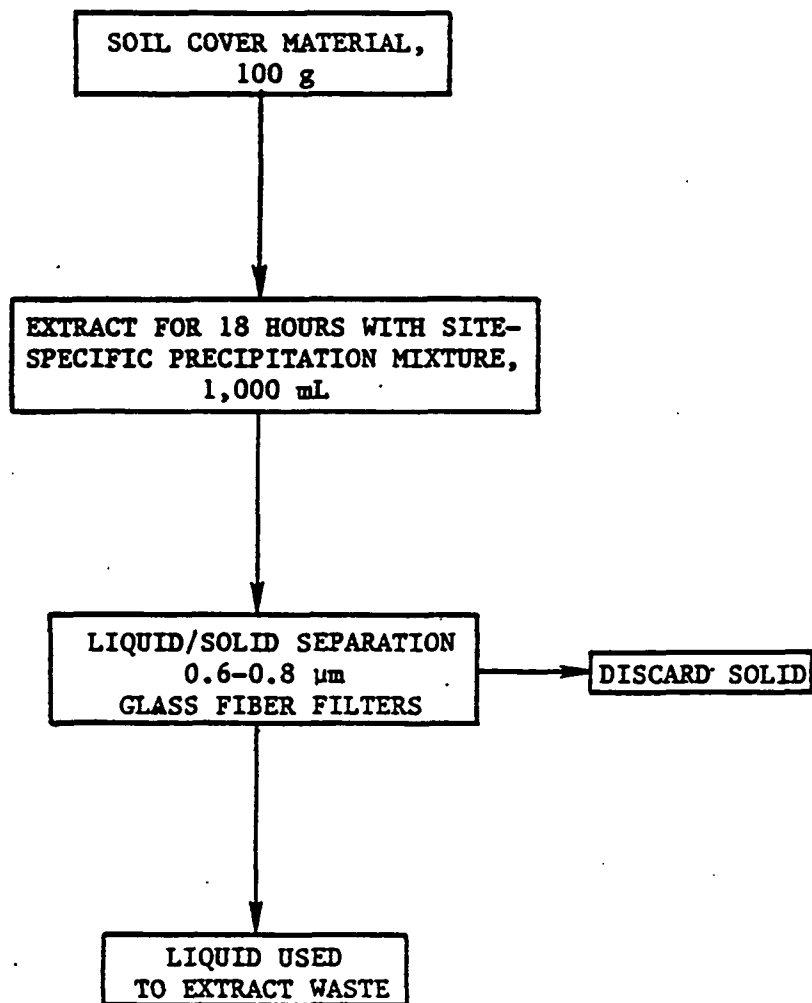 SOIL COVER MATERIAL,
100 g
EXTRACT FOR 18 HOURS WITH SITE-
SPECIFIC PRECIPITATION MIXTURE,
1,000 mL
LIQUID/SOLID SEPARATION
0.6-0.8 µm
GLASS FIBER FILTERS
DISCARD SOLID
LIQUID USED
TO EXTRACT WASTE